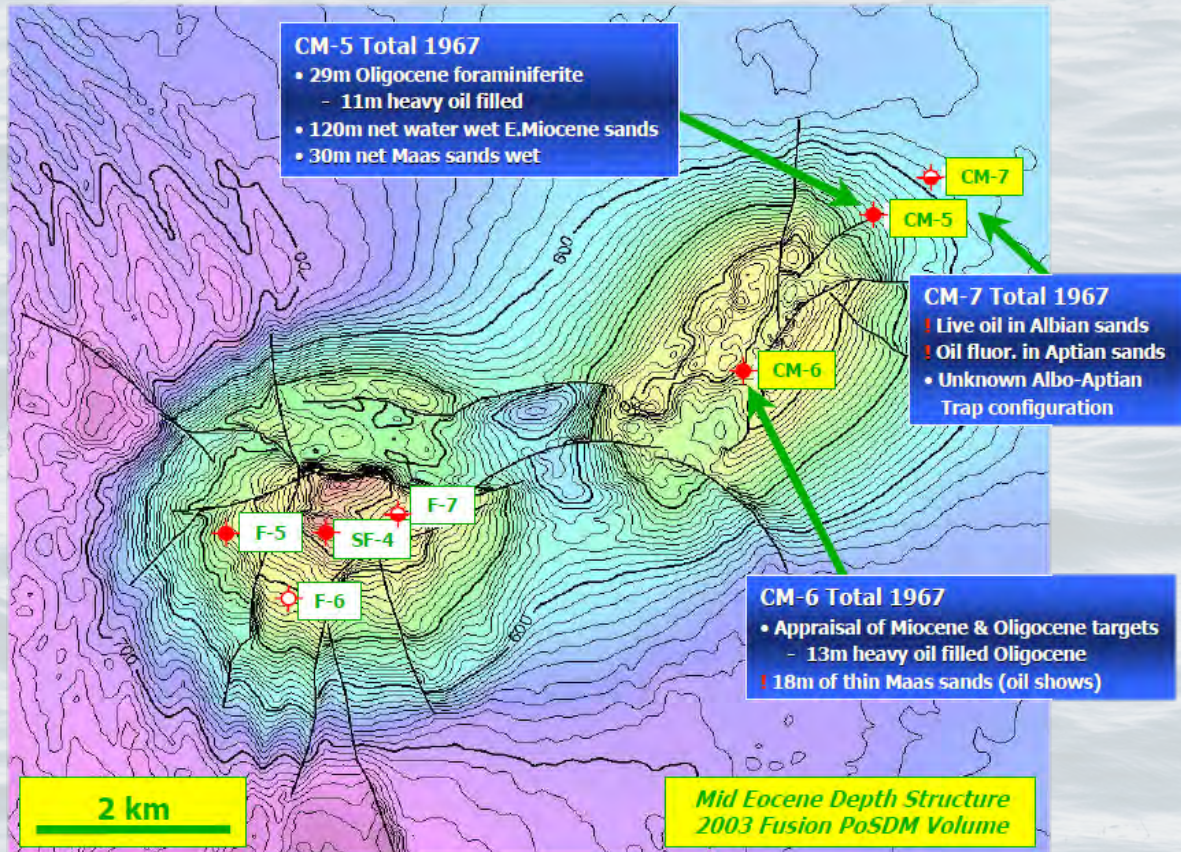 CM-5 Total 1967
• 29m Oligocene foraminiferite
- 11m heavy oil filled
• 120m net water wet E.Miocene sands
• 30m net Maas sands wet
600
CM-7
CM-5
CM-7 Total 1967
! Live oil in Albian sands
! Oil fluor. in Aptian sands
• Unknown Albo-Aptian
Trap configuration
CM-6
F-7
F-5
SF-4
F-6
600
700
CM-6 Total 1967
• Appraisal of Miocene & Oligocene targets
- 13m heavy oil filled Oligocene
! 18m of thin Maas sands (oil shows)
2 km
Mid Eocene Depth Structure
2003 Fusion PoSDM Volume